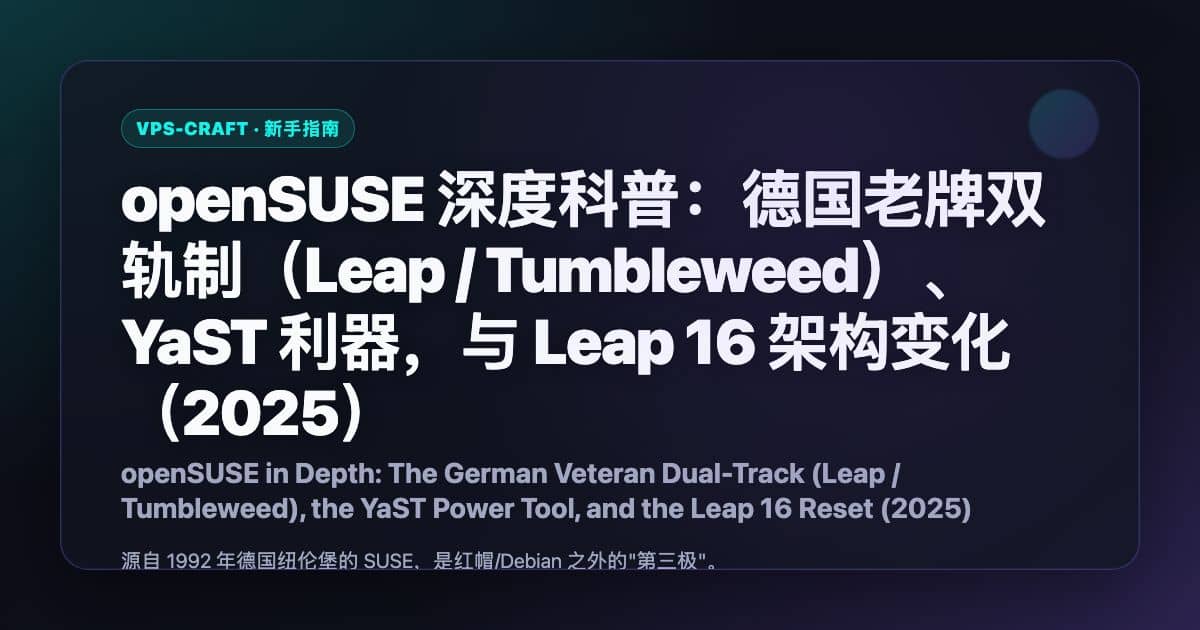 VPS-CRAFT · 新手指南
openSUSE 深度科普：德国老牌双
轨制（Leap / Tumbleweed）、
YaST 利器，与 Leap 16 架构变化
（2025）
openSUSE in Depth: The German Veteran Dual-Track (Leap /
Tumbleweed), the YaST Power Tool, and the Leap 16 Reset (2025)
源自 1992 年德国纽伦堡的 SUSE，是红帽/Debian 之外的"第三极"。